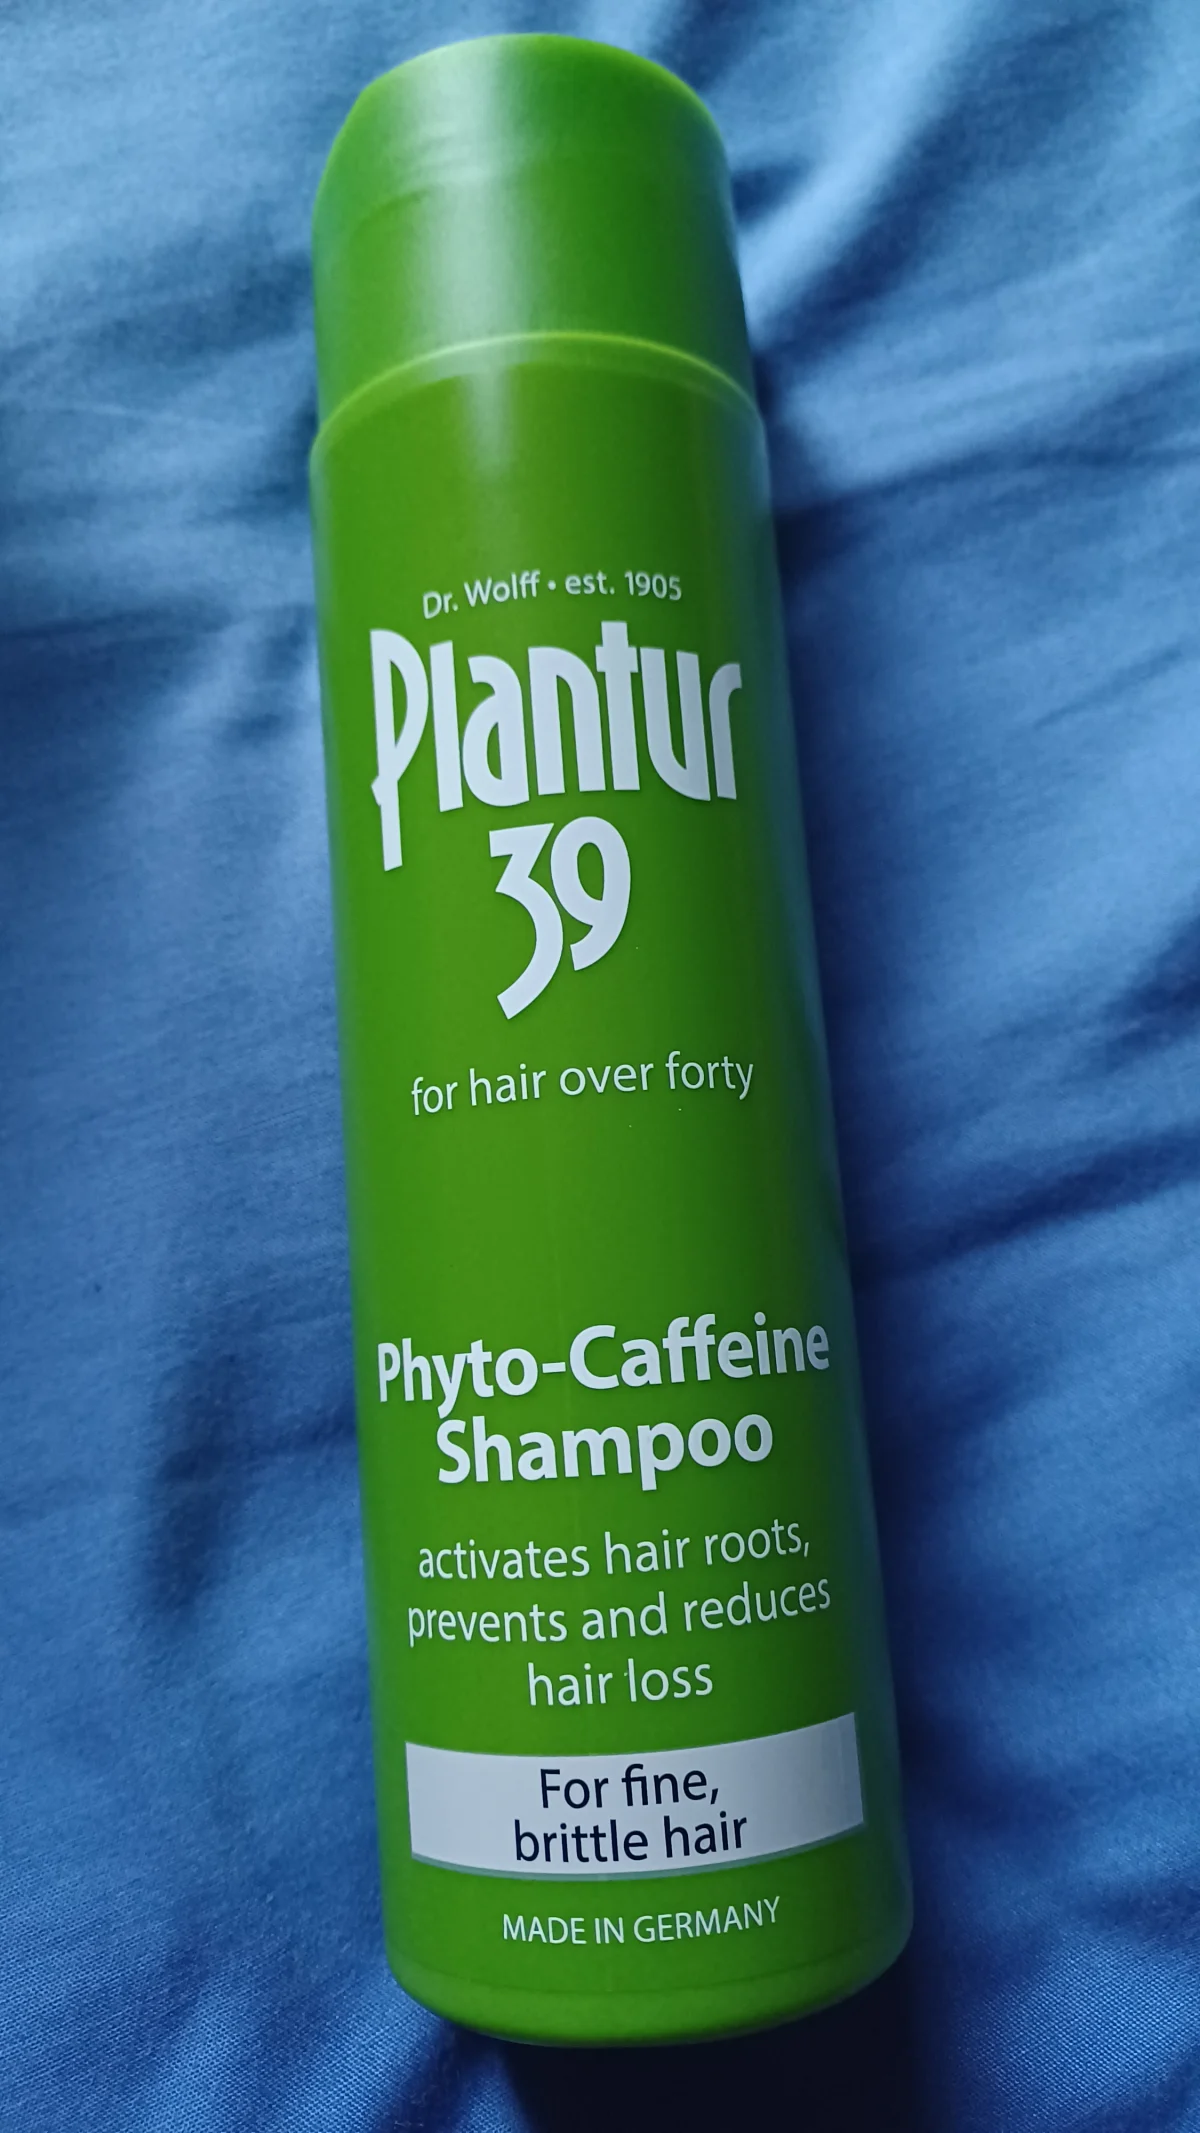 Dr. Wolff • est. 1905
Plantur
39
for hair over forty
Phyto-Caffeine
Shampoo
activates hair roots,
prevents and reduces
hair loss
For fine,
brittle hair
MADE IN GERMANY